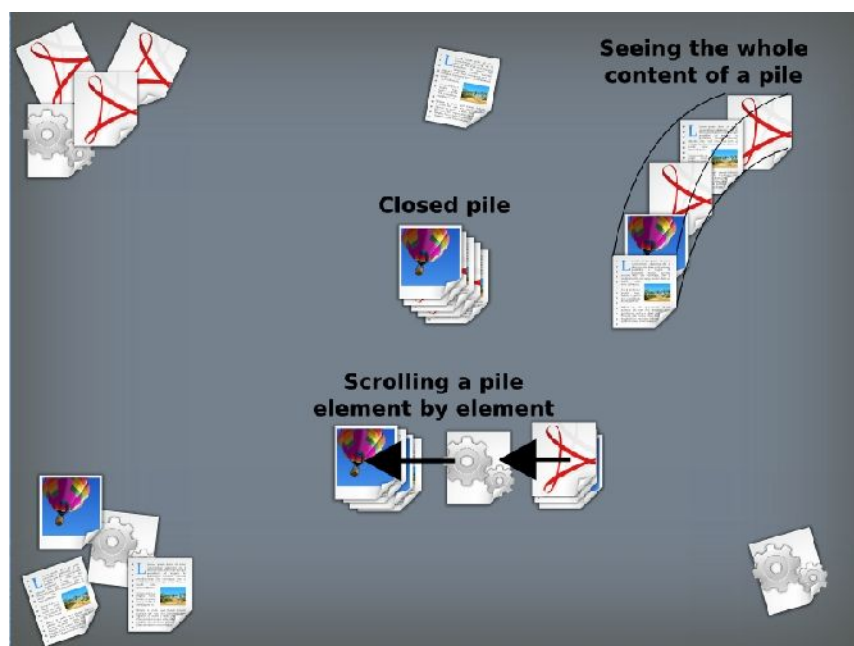 Seeing the whole
content of a pile
Closed pile
Scrolling a pile
element by element